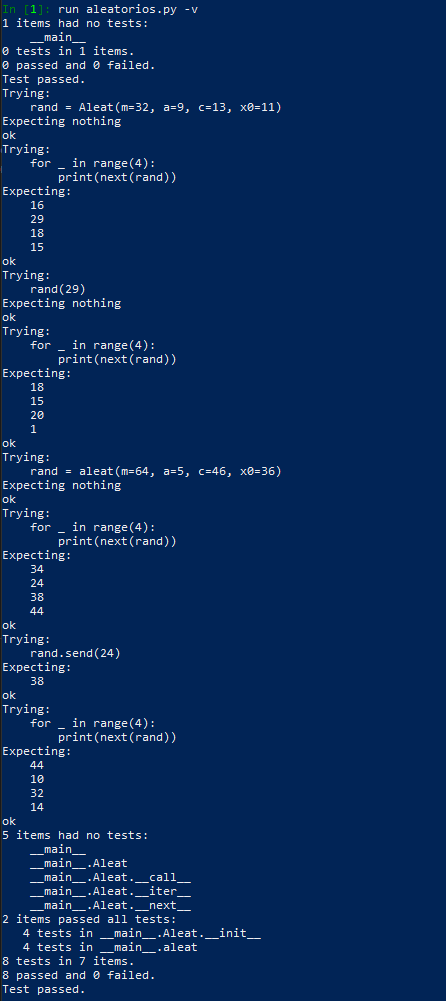 In [1]: run aleatorios.py -v
1 items had no tests:
    __main__
0 tests in 1 items.
0 passed and 0 failed.
Test passed.
Trying:
    rand = Aleat(m=32, a=9, c=13, x0=11)
Expecting nothing
ok
Trying:
    for _ in range(4):
        print(next(rand))
Expecting:
    16
    29
    18
    15
ok
Trying:
    rand(29)
Expecting nothing
ok
Trying:
    for _ in range(4):
        print(next(rand))
Expecting:
    18
    15
    20
    1
ok
Trying:
    rand = aleat(m=64, a=5, c=46, x0=36)
Expecting nothing
ok
Trying:
    for _ in range(4):
        print(next(rand))
Expecting:
    34
    24
    38
    44
ok
Trying:
    rand.send(24)
Expecting:
    38
ok
Trying:
    for _ in range(4):
        print(next(rand))
Expecting:
    44
    10
    32
    14
ok
5 items had no tests:
    __main__
    __main__.Aleat
    __main__.Aleat.__call__
    __main__.Aleat.__iter__
    __main__.Aleat.__next__
2 items passed all tests:
   4 tests in __main__.Aleat.__init__
   4 tests in __main__.aleat
8 tests in 7 items.
8 passed and 0 failed.
Test passed.